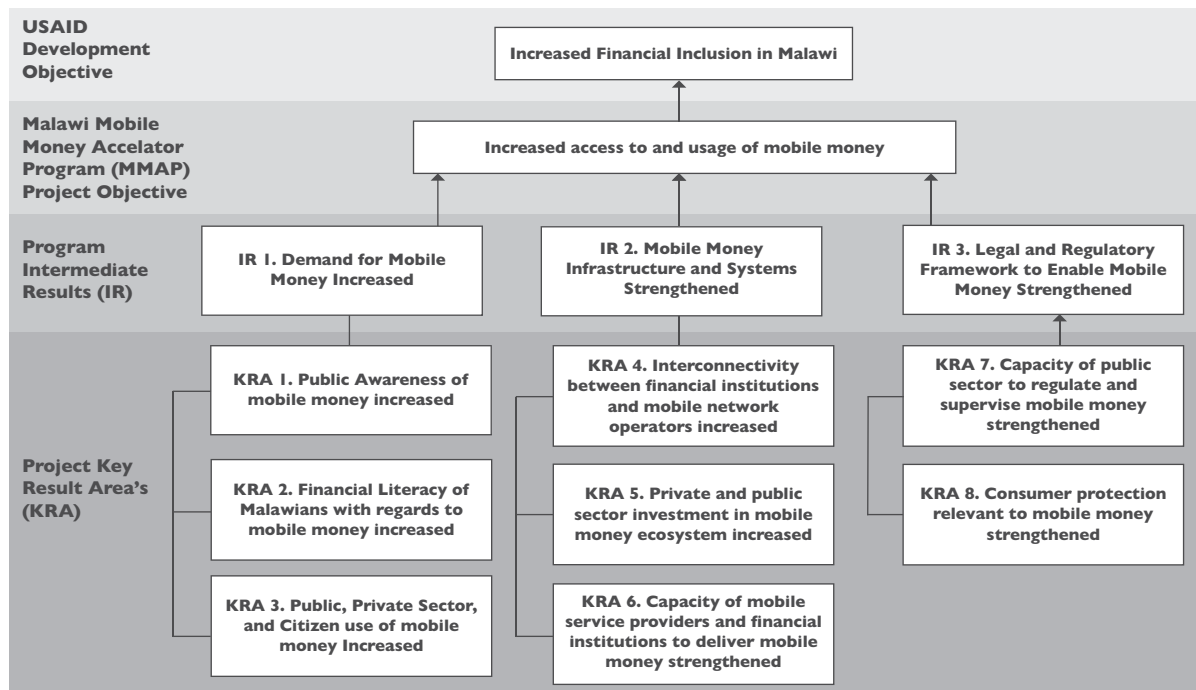 USAID
Development
Objective
Increased Financial Inclusion in Malawi
Malawi Mobile
Money Accelator
Program (MMAP)
Project Objective
Increased access to and usage of mobile money
Program
Intermediate
Results (IR)
IR 1. Demand for Mobile
Money Increased
IR 2. Mobile Money
Infrastructure and Systems
Strengthened
IR 3. Legal and Regulatory
Framework to Enable Mobile
Money Strengthened
Project Key
Result Area's
(KRA)
KRA 1. Public Awareness of
mobile money increased
KRA 2. Financial Literacy of
Malawians with regards to
mobile money increased
KRA 3. Public, Private Sector,
and Citizen use of mobile
money Increased
KRA 4. Interconnectivity
between financial institutions
and mobile network
operators increased
KRA 5. Private and public
sector investment in mobile
money ecosystem increased
KRA 6. Capacity of mobile
service providers and financial
institutions to deliver mobile
money strengthened
KRA 7. Capacity of public
sector to regulate and
supervise mobile money
strengthened
KRA 8. Consumer protection
relevant to mobile money
strengthened